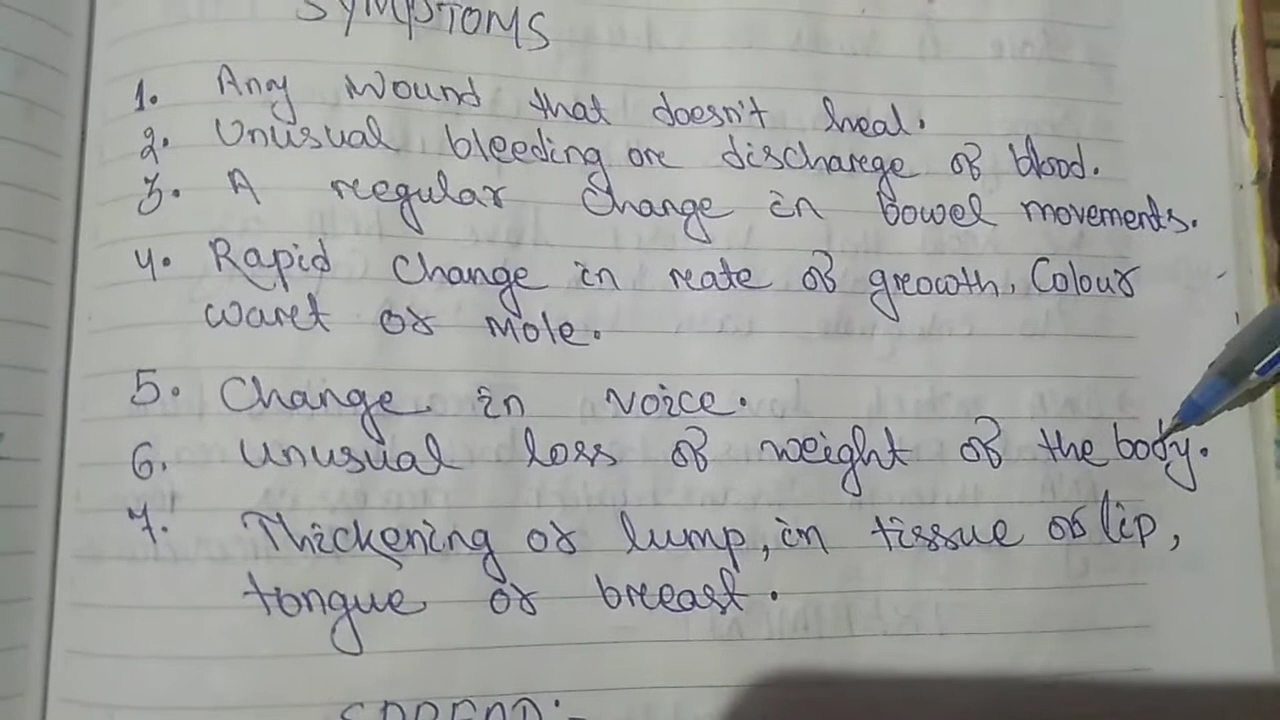 SYMPTOMS
1. Any Wound that doesn't heal.
2. Unusual bleeding or discharge of blood.
3. A regular change in bowel movements.
4. Rapid change in rate of growth, Colour
wart or Mole.
5. Change in voice.
6. Unusual loss of weight of the body.
7. Thickening or lump, in tissue of lip,
tongue or breast.
SPREAD:-